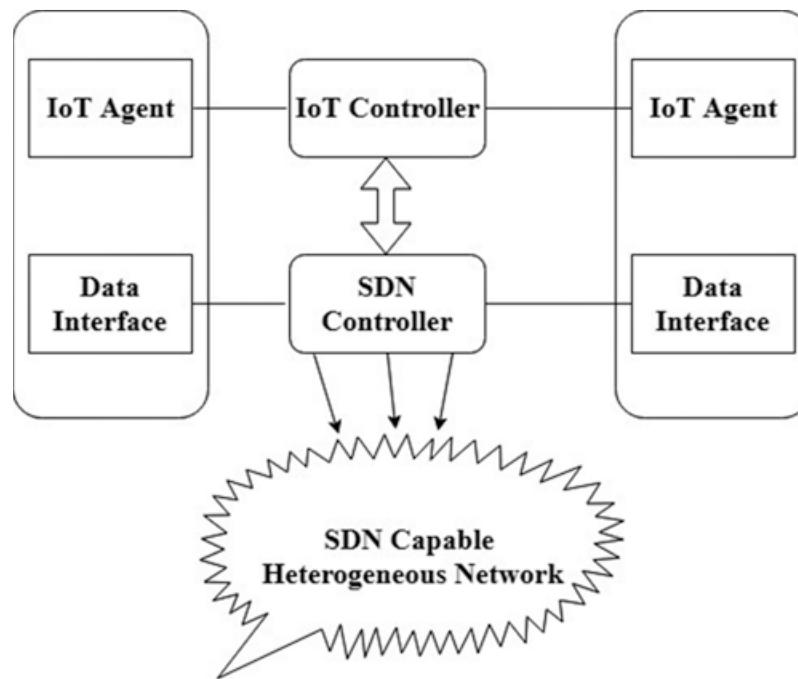 IoT Agent
IoT Controller
IoT Agent
Data
Interface
SDN
Controller
Data
Interface
SDN Capable
Heterogeneous Network